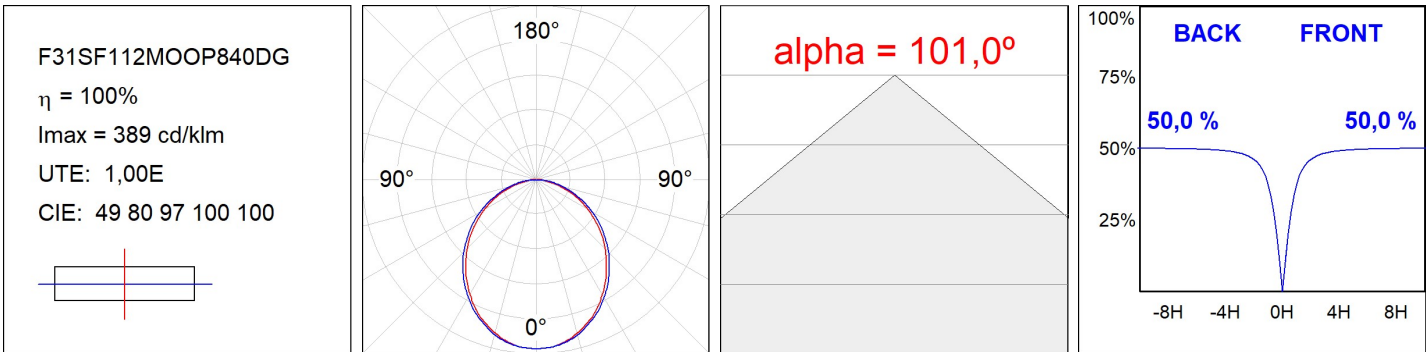 F31SF112MOOP840DG
η = 100%
Imax = 389 cd/klm
UTE: 1,00E
CIE: 49 80 97 100 100
180°
90°
90°
0°
alpha = 101,0º
100%
BACK
FRONT
75%
50,0 %
50,0 %
50%
25%
-8H
-4H
0H
4H
8H